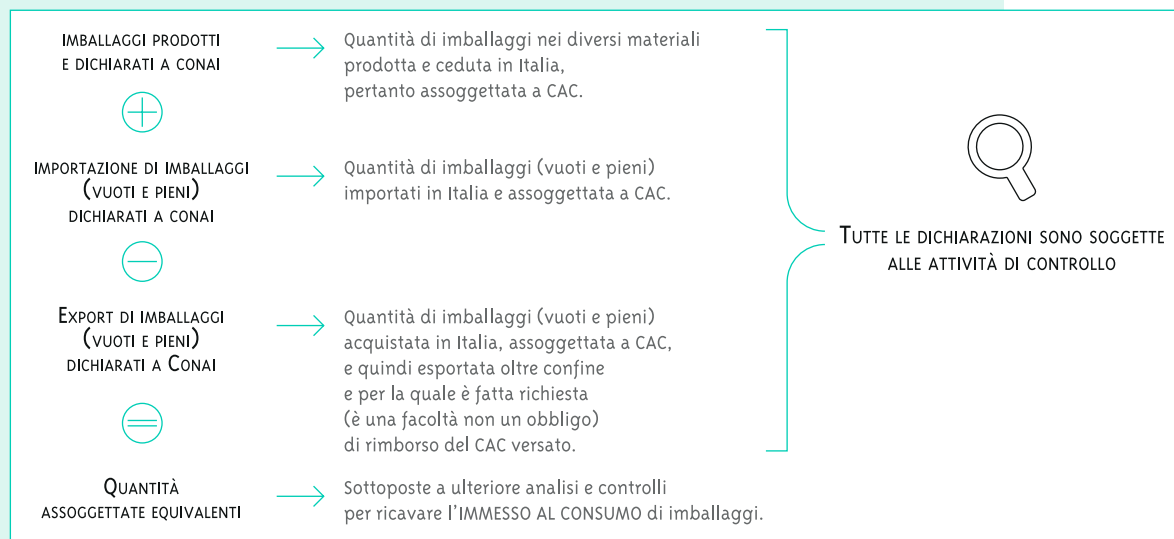 IMBALLAGGI PRODOTTI
E DICHIARATI A CONAI
Quantità di imballaggi nei diversi materiali
prodotta e ceduta in Italia,
pertanto assoggettata a CAC.
IMPORTAZIONE DI IMBALLAGGI
(VUOTI E PIENI)
DICHIARATI A CONAI
Quantità di imballaggi (vuoti e pieni)
importati in Italia e assoggettata a CAC.
EXPORT DI IMBALLAGGI
(VUOTI E PIENI)
DICHIARATI A CONAI
Quantità di imballaggi (vuoti e pieni)
acquistata in Italia, assoggettata a CAC,
e quindi esportata oltre confine
e per la quale è fatta richiesta
(è una facoltà non un obbligo)
di rimborso del CAC versato.
QUANTITÀ
ASSOGGETTATE EQUIVALENTI
Sottoposte a ulteriore analisi e controlli
per ricavare l'IMMESSO AL CONSUMO di imballaggi.
TUTTE LE DICHIARAZIONI SONO SOGGETTE
ALLE ATTIVITÀ DI CONTROLLO